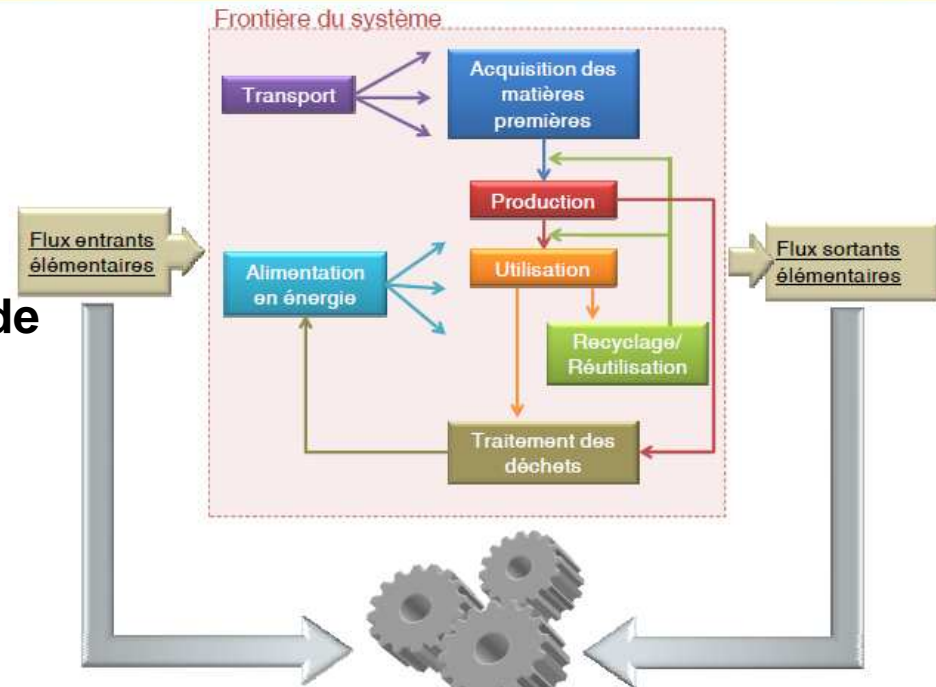 Frontière du système
Transport
Acquisition des
matières
premières
Production
Flux entrants
élémentaires
Alimentation
en énergie
Utilisation
Flux sortants
élémentaires
de
Recyclage/
Réutilisation
Traitement des
déchets